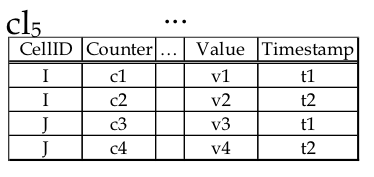 cl5 ...
CellID Counter ... Value Timestamp
I c1 v1 t1
I c2 v2 t2
J c3 v3 t1
J c4 v4 t2